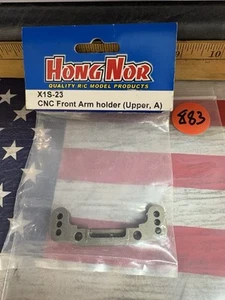 HONG NOR
QUALITY R/C MODEL PRODUCTS
X1S-23
CNC Front Arm holder (Upper, A)
883